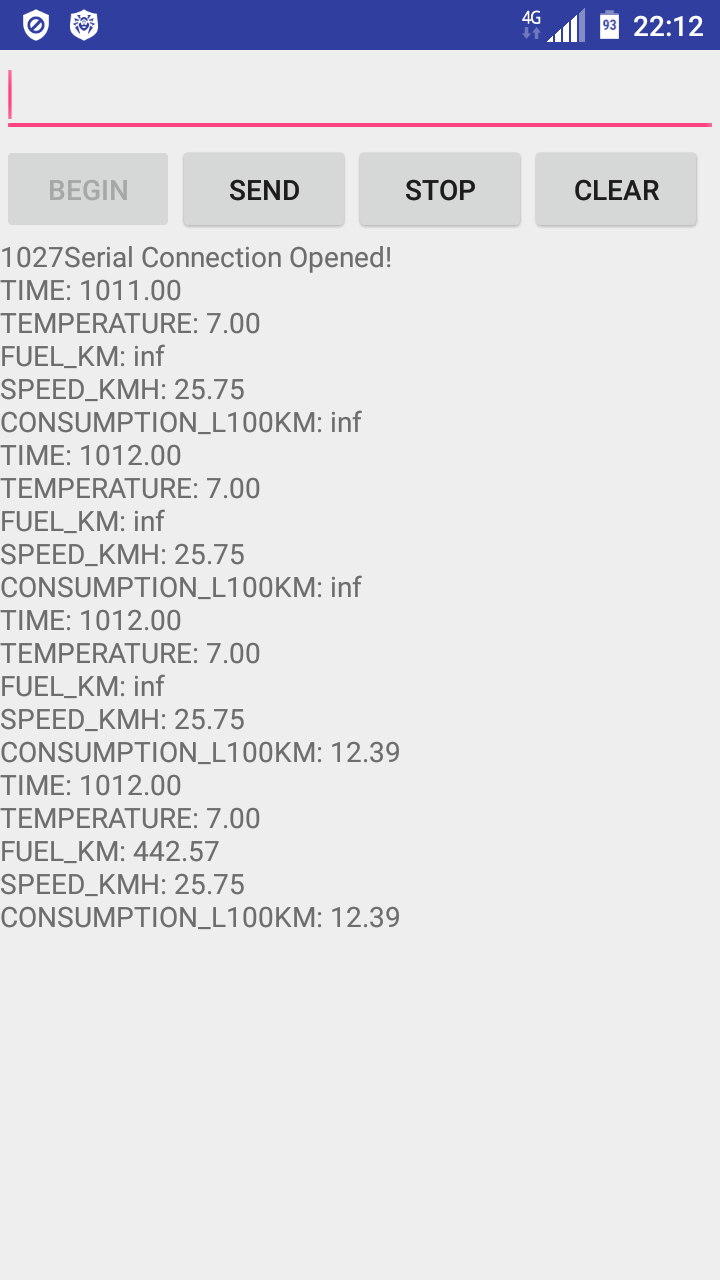 4G 93 22:12
BEGIN SEND STOP CLEAR
1027Serial Connection Opened!
TIME: 1011.00
TEMPERATURE: 7.00
FUEL_KM: inf
SPEED_KMH: 25.75
CONSUMPTION_L100KM: inf
TIME: 1012.00
TEMPERATURE: 7.00
FUEL_KM: inf
SPEED_KMH: 25.75
CONSUMPTION_L100KM: inf
TIME: 1012.00
TEMPERATURE: 7.00
FUEL_KM: inf
SPEED_KMH: 25.75
CONSUMPTION_L100KM: 12.39
TIME: 1012.00
TEMPERATURE: 7.00
FUEL_KM: 442.57
SPEED_KMH: 25.75
CONSUMPTION_L100KM: 12.39